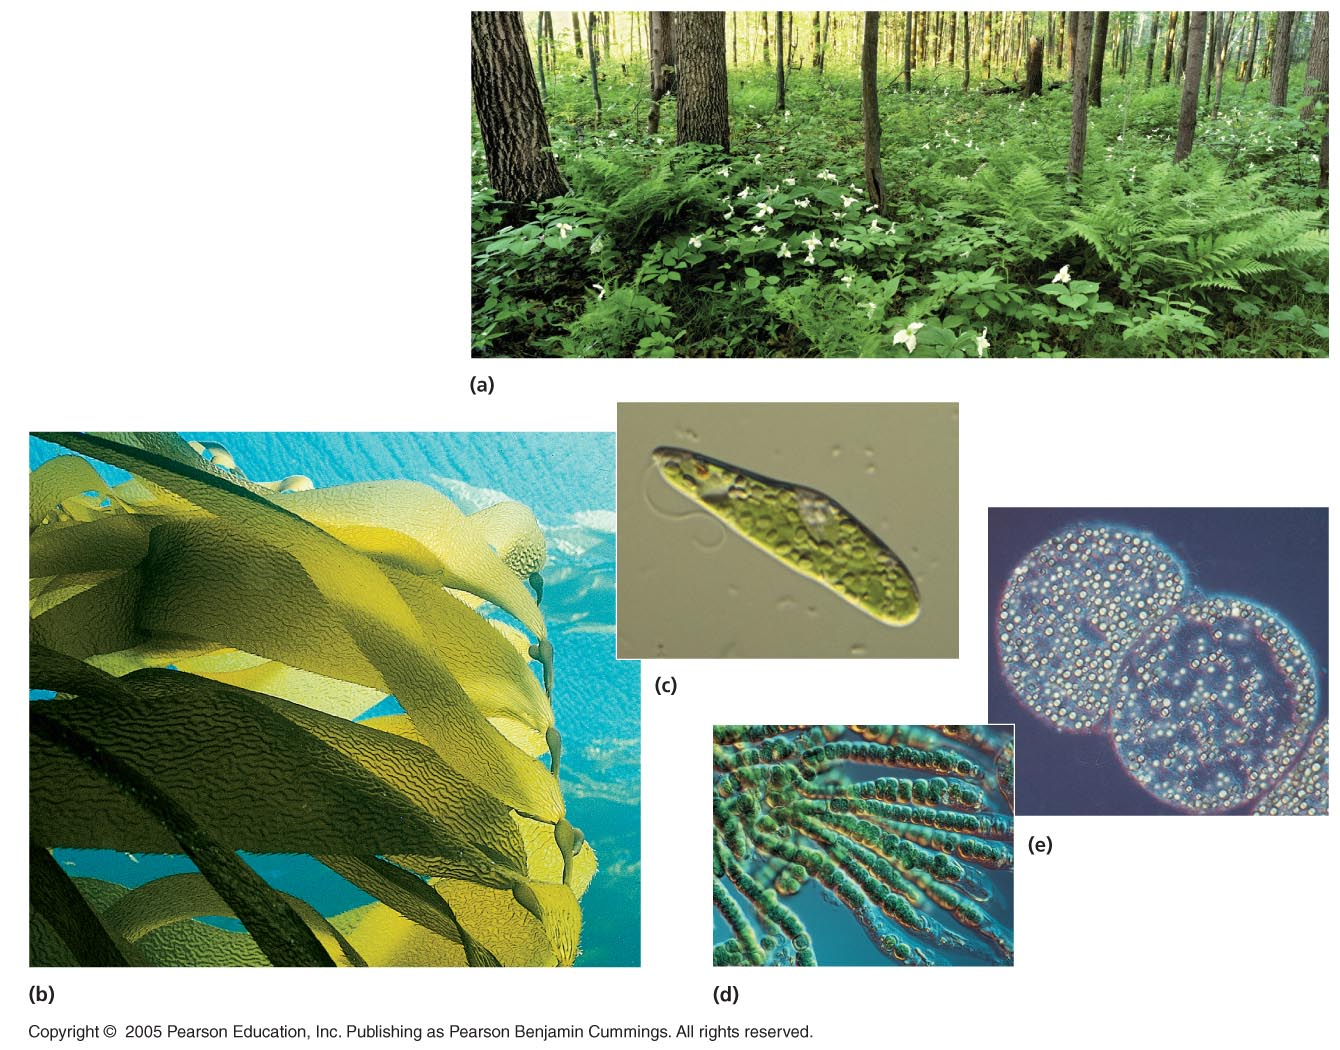 (a)
(c)
(e)
(b)
(d)
Copyright © 2005 Pearson Education, Inc. Publishing as Pearson Benjamin Cummings. All rights reserved.